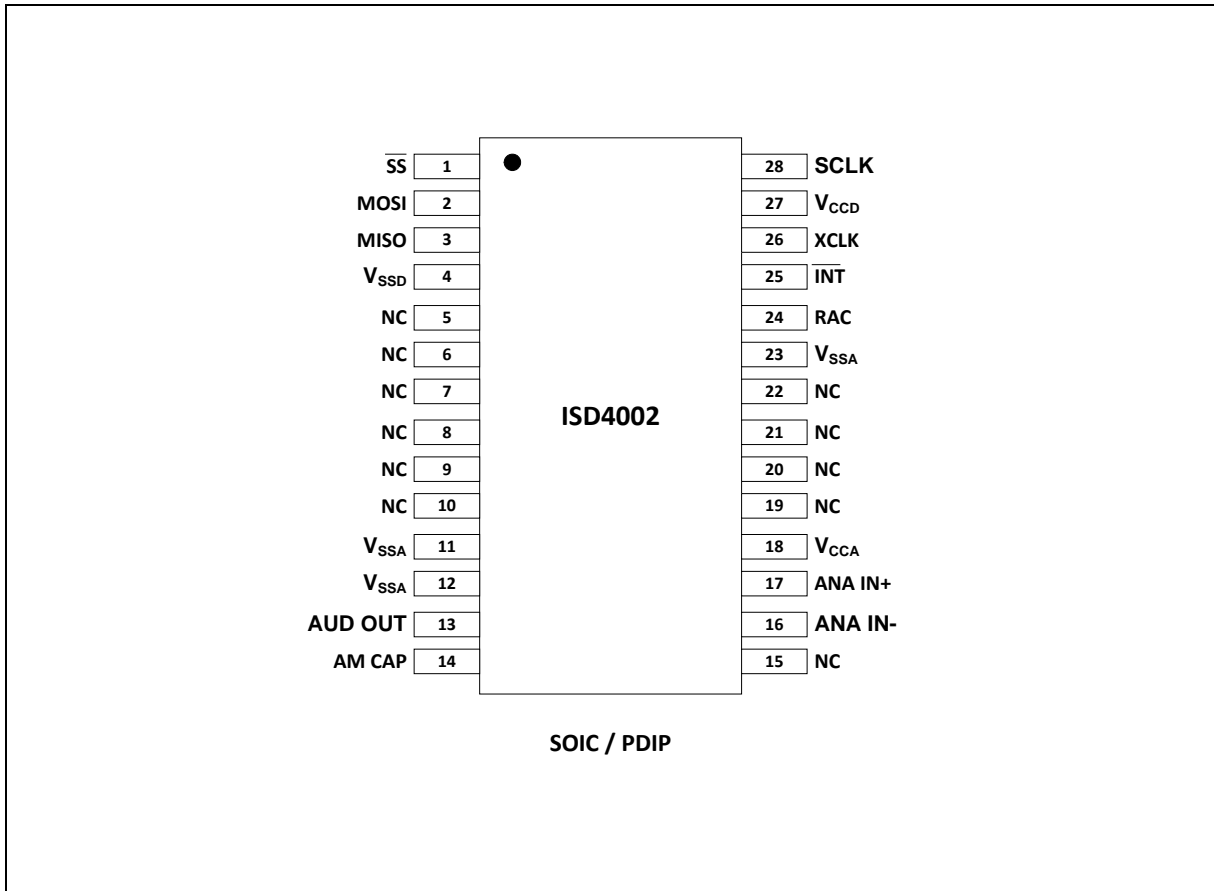 S̅S̅ 1 28 SCLK
MOSI 2 27 VCCD
MISO 3 26 XCLK
VSSD 4 25 I̅N̅T̅
NC 5 24 RAC
NC 6 23 VSSA
NC 7 22 NC
ISD4002
NC 8 21 NC
NC 9 20 NC
NC 10 19 NC
VSSA 11 18 VCCA
VSSA 12 17 ANA IN+
AUD OUT 13 16 ANA IN-
AM CAP 14 15 NC
SOIC / PDIP